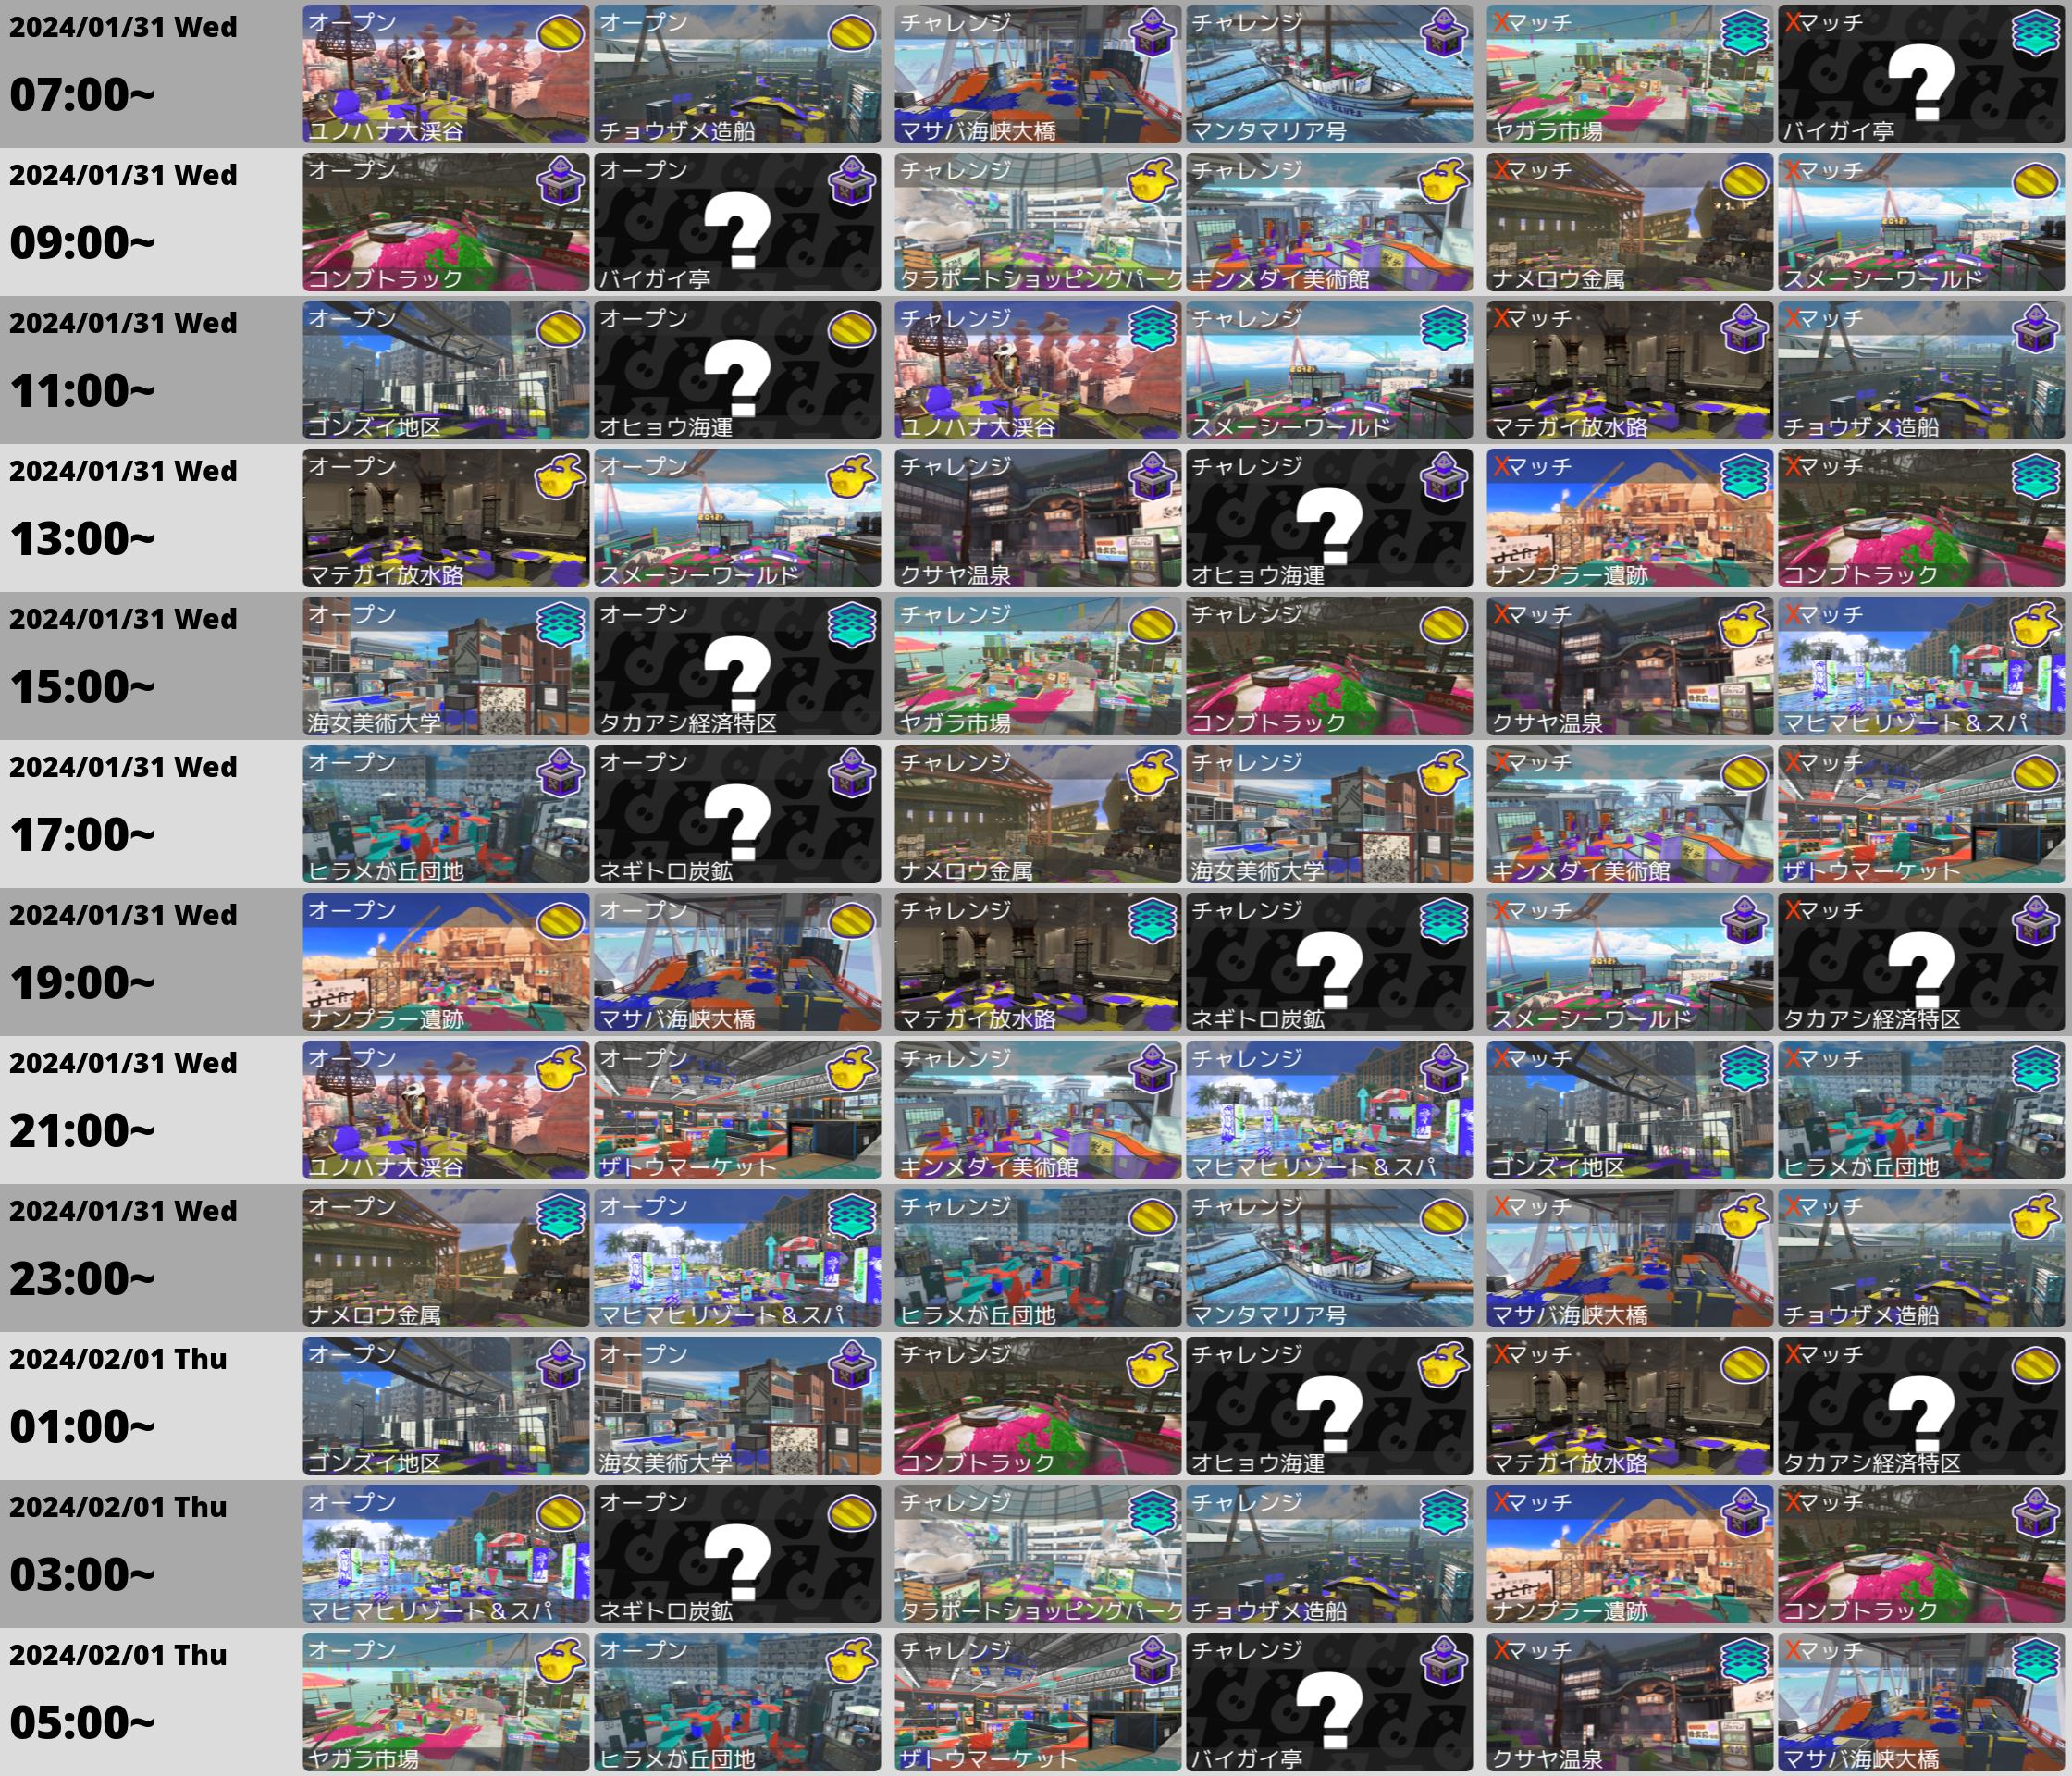 2024/01/31 Wed
07:00~
オープン
ユノハナ大渓谷
オープン
チョウザメ造船
チャレンジ
マサバ海峡大橋
チャレンジ
マンタマリア号
Xマッチ
ヤガラ市場
Xマッチ
バイガイ亭
2024/01/31 Wed
09:00~
オープン
コンブトラック
オープン
バイガイ亭
チャレンジ
タラポートショッピングパーク
チャレンジ
キンメダイ美術館
Xマッチ
ナメロウ金属
Xマッチ
スメーシーワールド
2024/01/31 Wed
11:00~
オープン
ゴンズイ地区
オープン
オヒョウ海運
チャレンジ
ユノハナ大渓谷
チャレンジ
スメーシーワールド
Xマッチ
マテガイ放水路
Xマッチ
チョウザメ造船
2024/01/31 Wed
13:00~
オープン
マテガイ放水路
オープン
スメーシーワールド
チャレンジ
クサヤ温泉
チャレンジ
オヒョウ海運
Xマッチ
ナンプラー遺跡
Xマッチ
コンブトラック
2024/01/31 Wed
15:00~
オープン
海女美術大学
オープン
タカアシ経済特区
チャレンジ
ヤガラ市場
チャレンジ
コンブトラック
Xマッチ
クサヤ温泉
Xマッチ
マヒマヒリゾート＆スパ
2024/01/31 Wed
17:00~
オープン
ヒラメが丘団地
オープン
ネギトロ炭鉱
チャレンジ
ナメロウ金属
チャレンジ
海女美術大学
Xマッチ
キンメダイ美術館
Xマッチ
ザトウマーケット
2024/01/31 Wed
19:00~
オープン
ナンプラー遺跡
オープン
マサバ海峡大橋
チャレンジ
マテガイ放水路
チャレンジ
ネギトロ炭鉱
Xマッチ
スメーシーワールド
Xマッチ
タカアシ経済特区
2024/01/31 Wed
21:00~
オープン
ユノハナ大渓谷
オープン
ザトウマーケット
チャレンジ
キンメダイ美術館
チャレンジ
マヒマヒリゾート＆スパ
Xマッチ
ゴンズイ地区
Xマッチ
ヒラメが丘団地
2024/01/31 Wed
23:00~
オープン
ナメロウ金属
オープン
マヒマヒリゾート＆スパ
チャレンジ
ヒラメが丘団地
チャレンジ
マンタマリア号
Xマッチ
マサバ海峡大橋
Xマッチ
チョウザメ造船
2024/02/01 Thu
01:00~
オープン
ゴンズイ地区
オープン
海女美術大学
チャレンジ
コンブトラック
チャレンジ
オヒョウ海運
Xマッチ
マテガイ放水路
Xマッチ
タカアシ経済特区
2024/02/01 Thu
03:00~
オープン
マヒマヒリゾート＆スパ
オープン
ネギトロ炭鉱
チャレンジ
タラポートショッピングパーク
チャレンジ
チョウザメ造船
Xマッチ
ナンプラー遺跡
Xマッチ
コンブトラック
2024/02/01 Thu
05:00~
オープン
ヤガラ市場
オープン
ヒラメが丘団地
チャレンジ
ザトウマーケット
チャレンジ
バイガイ亭
Xマッチ
クサヤ温泉
Xマッチ
マサバ海峡大橋